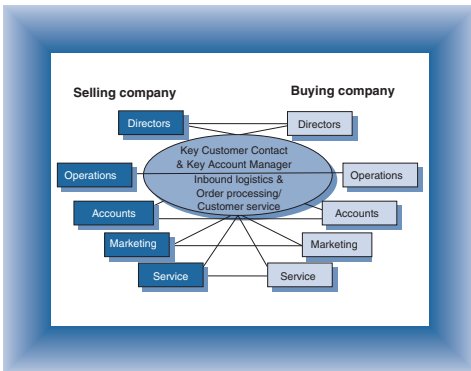 Selling company
Buying company
Directors
Directors
Key Customer Contact
& Key Account Manager
Operations
Inbound logistics &
Order processing/
Customer service
Operations
Accounts
Accounts
Marketing
Marketing
Service
Service